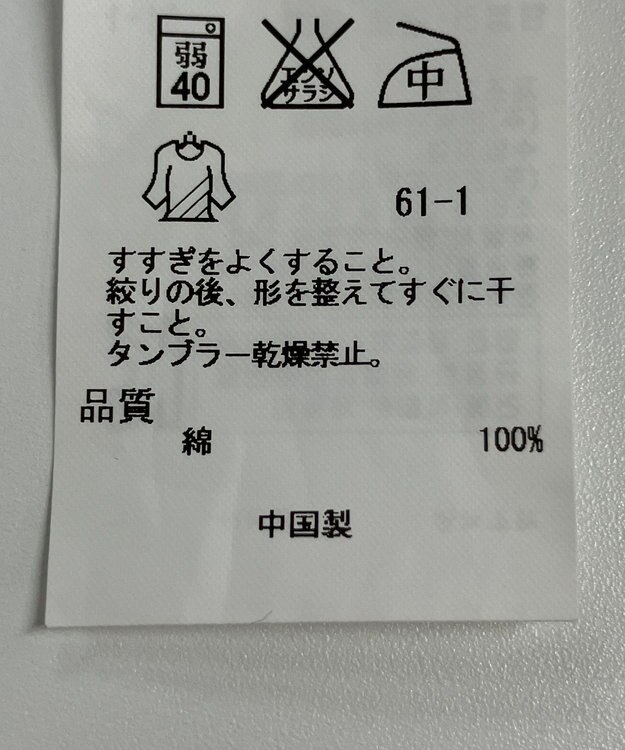 弱
40
エンソ
サラシ
中
61-1
すすぎをよくすること。
絞りの後、形を整えてすぐに干
すこと。
タンブラー乾燥禁止。
品質
綿 100%
中国製